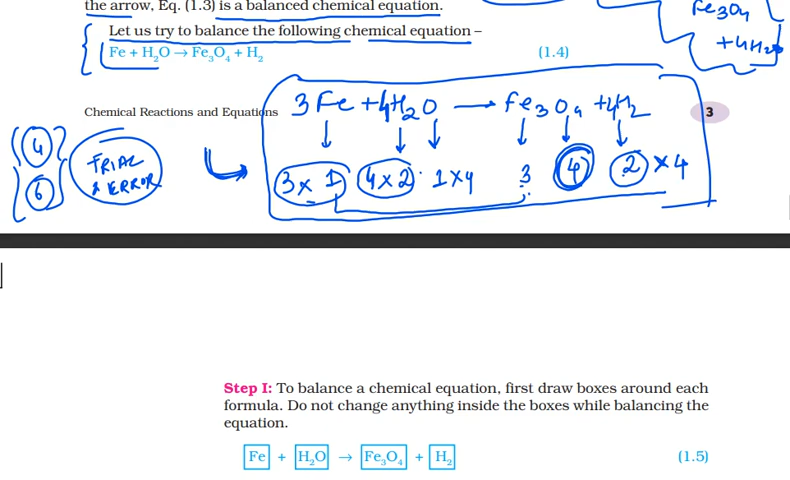 the arrow, Eq. (1.3) is a balanced chemical equation.
Fe₃O₄
+4H₂
Let us try to balance the following chemical equation –
Fe + H₂O → Fe₃O₄ + H₂ (1.4)
Chemical Reactions and Equations 3
3Fe + 4H₂O → Fe₃O₄ + 4H₂
3 × 1 4 × 2 1 × 4 3 4 2 × 4
4
6
TRIAL
& ERROR
Step I: To balance a chemical equation, first draw boxes around each
formula. Do not change anything inside the boxes while balancing the
equation.
Fe + H₂O → Fe₃O₄ + H₂ (1.5)